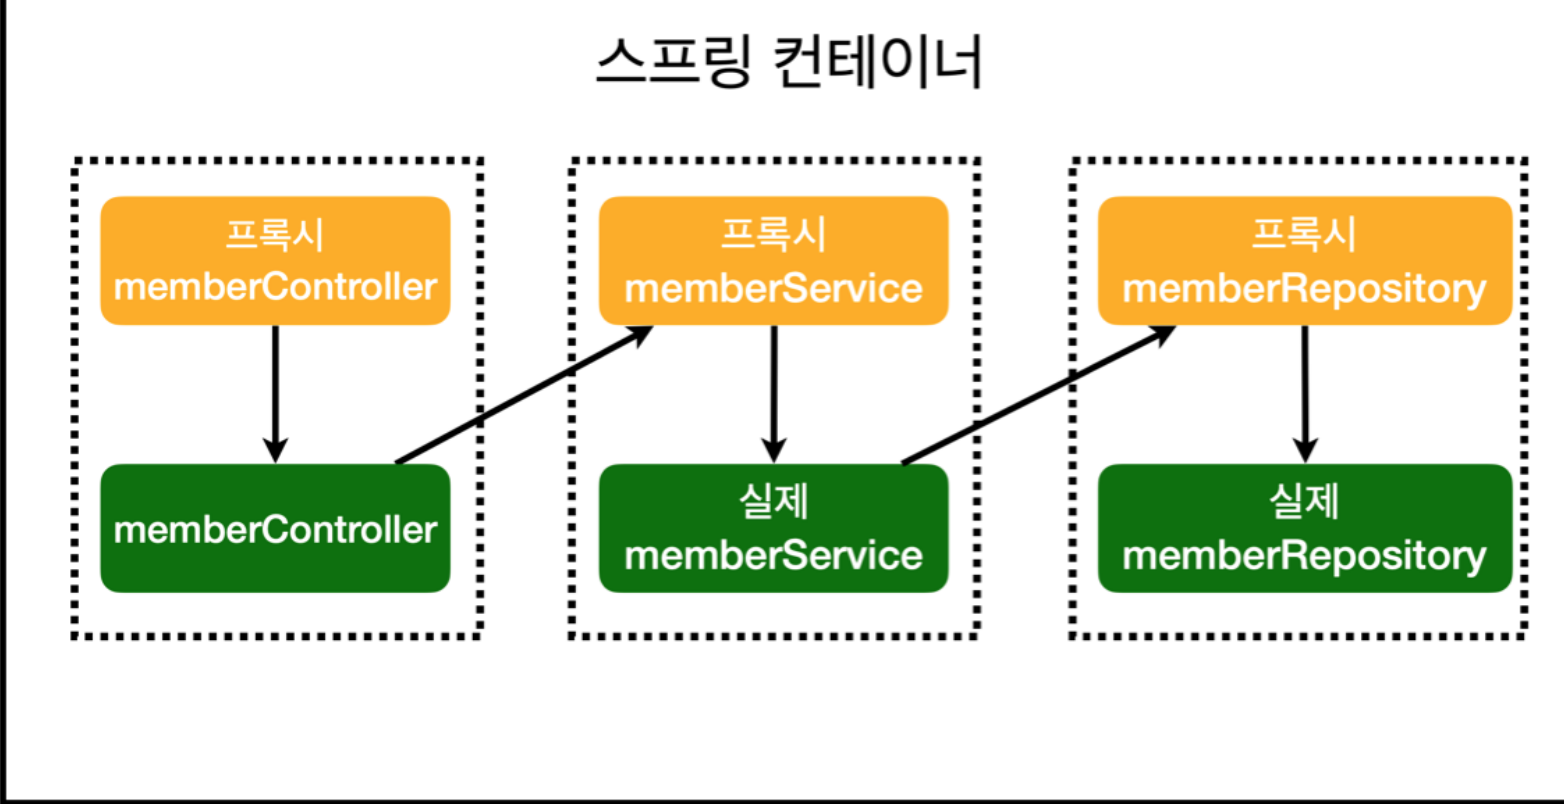 스프링 컨테이너
프록시
memberController
프록시
memberService
프록시
memberRepository
memberController
실제
memberService
실제
memberRepository